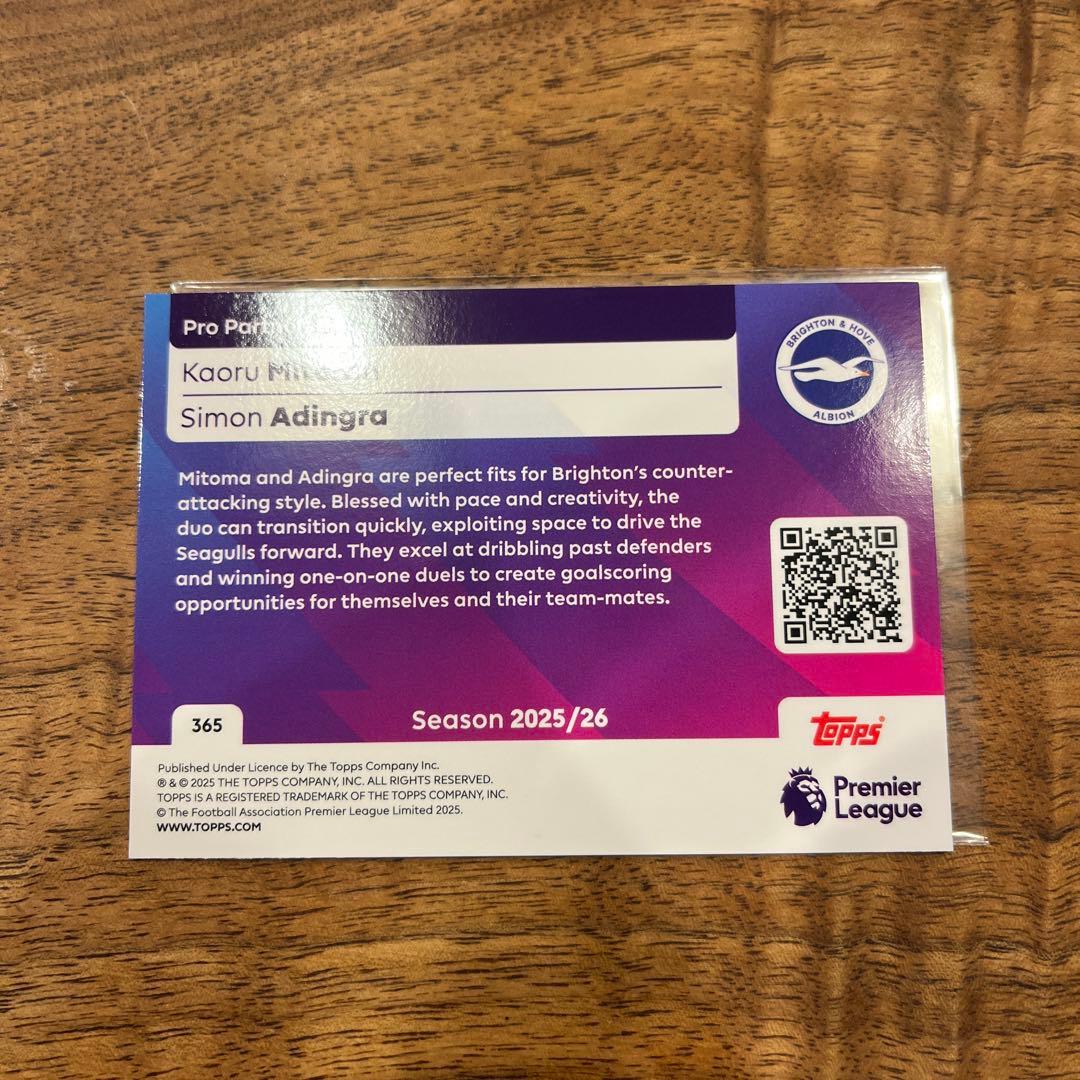 Pro
Kaoru
Simon Adingra
BRIGHTON & HOVE
ALBION
Mitoma and Adingra are perfect fits for Brighton's counter-
attacking style. Blessed with pace and creativity, the
duo can transition quickly, exploiting space to drive the
Seagulls forward. They excel at dribbling past defenders
and winning one-on-one duels to create goalscoring
opportunities for themselves and their team-mates.
365
Season 2025/26
topps®
Published Under Licence by The Topps Company Inc.
® & © 2025 THE TOPPS COMPANY, INC. ALL RIGHTS RESERVED.
TOPPS IS A REGISTERED TRADEMARK OF THE TOPPS COMPANY, INC.
© The Football Association Premier League Limited 2025.
WWW.TOPPS.COM
Premier
League